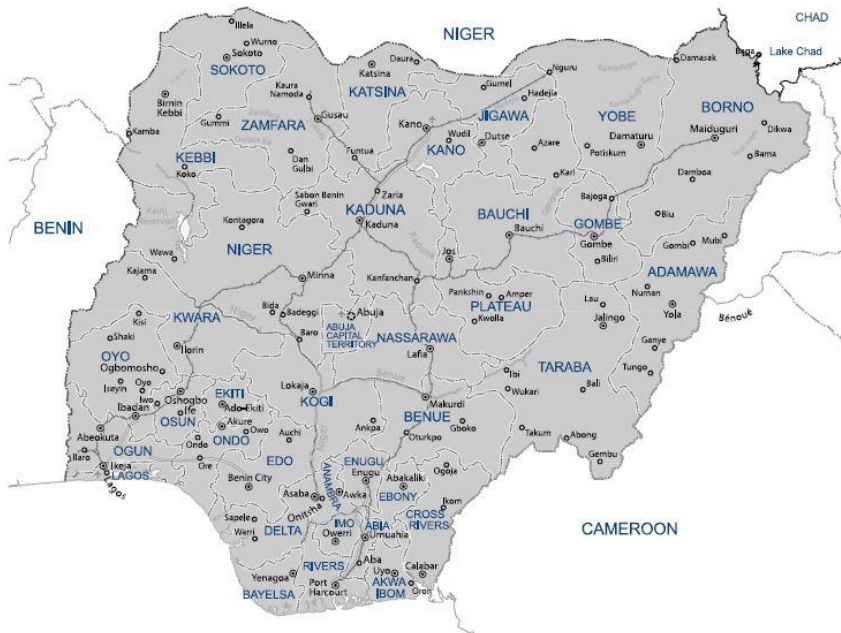 NIGER
CHAD
Lake Chad
Baga
Illela
Wurno
Sokoto
SOKOTO
Daura
Katsina
KATSINA
Nguru
Damasak
Gumel
Hadejia
JIGAWA
YOBE
BORNO
Kaura
Namoda
Birnin
Kebbi
Gusau
Gummi
ZAMFARA
Kamba
Kano
Wudil
KANO
Dutse
Azare
Potiskum
Damaturu
Maiduguri
Dikwa
Bama
KEBBI
Koko
Dan
Gulbi
Funtua
Kari
Damboa
Zaria
Sabon Benin
Gwari
KADUNA
Kaduna
Bajoga
Biu
BENIN
Kontagora
NIGER
BAUCHI
Bauchi
GOMBE
Gombe
Gombi
Mubi
Wawa
Kaduna
Jos
Biliri
ADAMAWA
Kajama
Minna
Kanfanchan
Pankshin
Amper
PLATEAU
Kwolla
Numan
Lau
Yola
Bénoué
Jalingo
KWARA
Niger
Bida
Badeggi
Abuja
ABUJA
CAPITAL
TERRITORY
Kisi
Baro
NASSARAWA
Lafia
Shaki
Ilorin
OYO
Ogbomosho
Ganye
TARABA
Tungo
Ibi
Wukari
Bali
Benue
Iseyin
Oyo
Iwo
Oshogbo
Ibadan
EKITI
Ado-Ekiti
Lokaja
KOGI
Makurdi
BENUE
Ife
OSUN
Akure
ONDO
Owo
Ondo
Auchi
Ankpa
Oturkpo
Gboko
Takum
Abong
Gembu
Abeokuta
OGUN
Ilaro
Ikeja
LAGOS
Lagos
Ore
EDO
Benin City
Niger
ENUGU
Enugu
Ogoja
Abakaliki
EBONY
ANAMBRA
Asaba
Onitsha
Awka
Ikom
CROSS
RIVERS
Sapele
Warri
DELTA
IMO
Owerri
ABIA
Umuahia
CAMEROON
RIVERS
Aba
Yenagoa
BAYELSA
Port
Harcourt
Uyo
AKWA
IBOM
Calabar
Oron